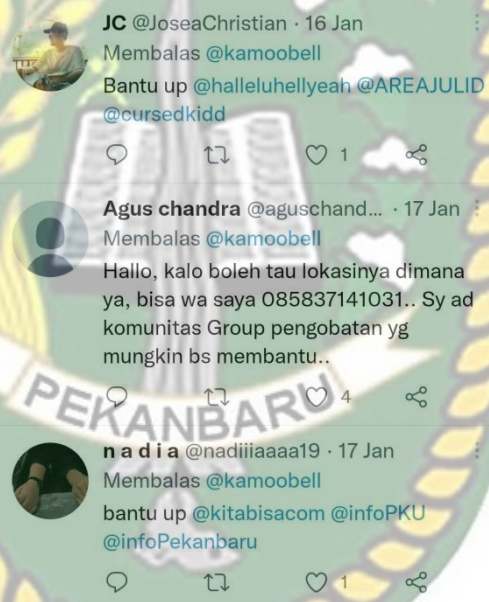 JC @JoseaChristian · 16 Jan
Membalas @kamoobell
Bantu up @halleluhellyeah @AREAJULID
@cursedkidd
1
Agus chandra @aguschand... · 17 Jan
Membalas @kamoobell
Hallo, kalo boleh tau lokasinya dimana
ya, bisa wa saya 085837141031.. Sy ad
komunitas Group pengobatan yg
mungkin bs membantu..
4
PEKANBARU
n a d i a @nadiiiaaaa19 · 17 Jan
Membalas @kamoobell
bantu up @kitabisacom @infoPKU
@infoPekanbaru
1